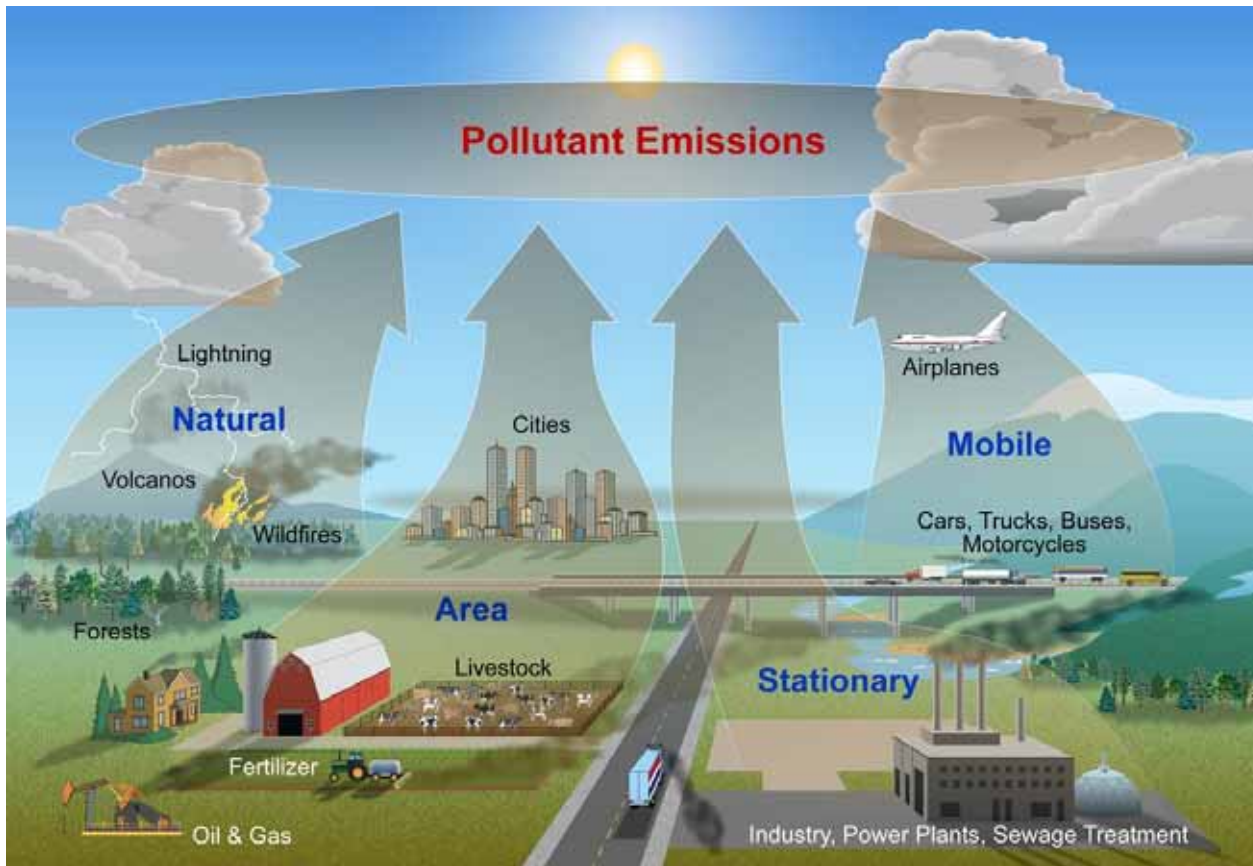 Pollutant Emissions
Lightning
Natural
Volcanos
Wildfires
Forests
Cities
Area
Livestock
Fertilizer
Oil & Gas
Airplanes
Mobile
Cars, Trucks, Buses,
Motorcycles
Stationary
Industry, Power Plants, Sewage Treatment